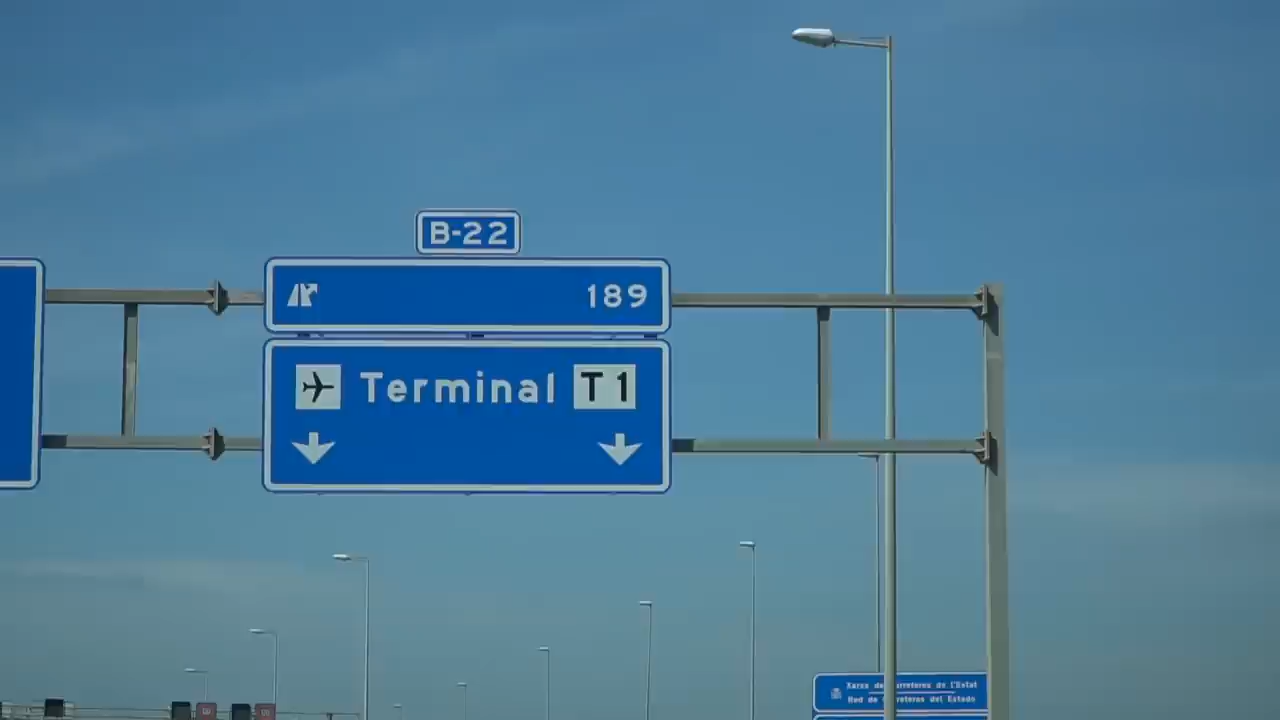 B-22
189
Terminal T1
Xarxa de Carreteres de l'Estat
Red de Carreteras del Estado